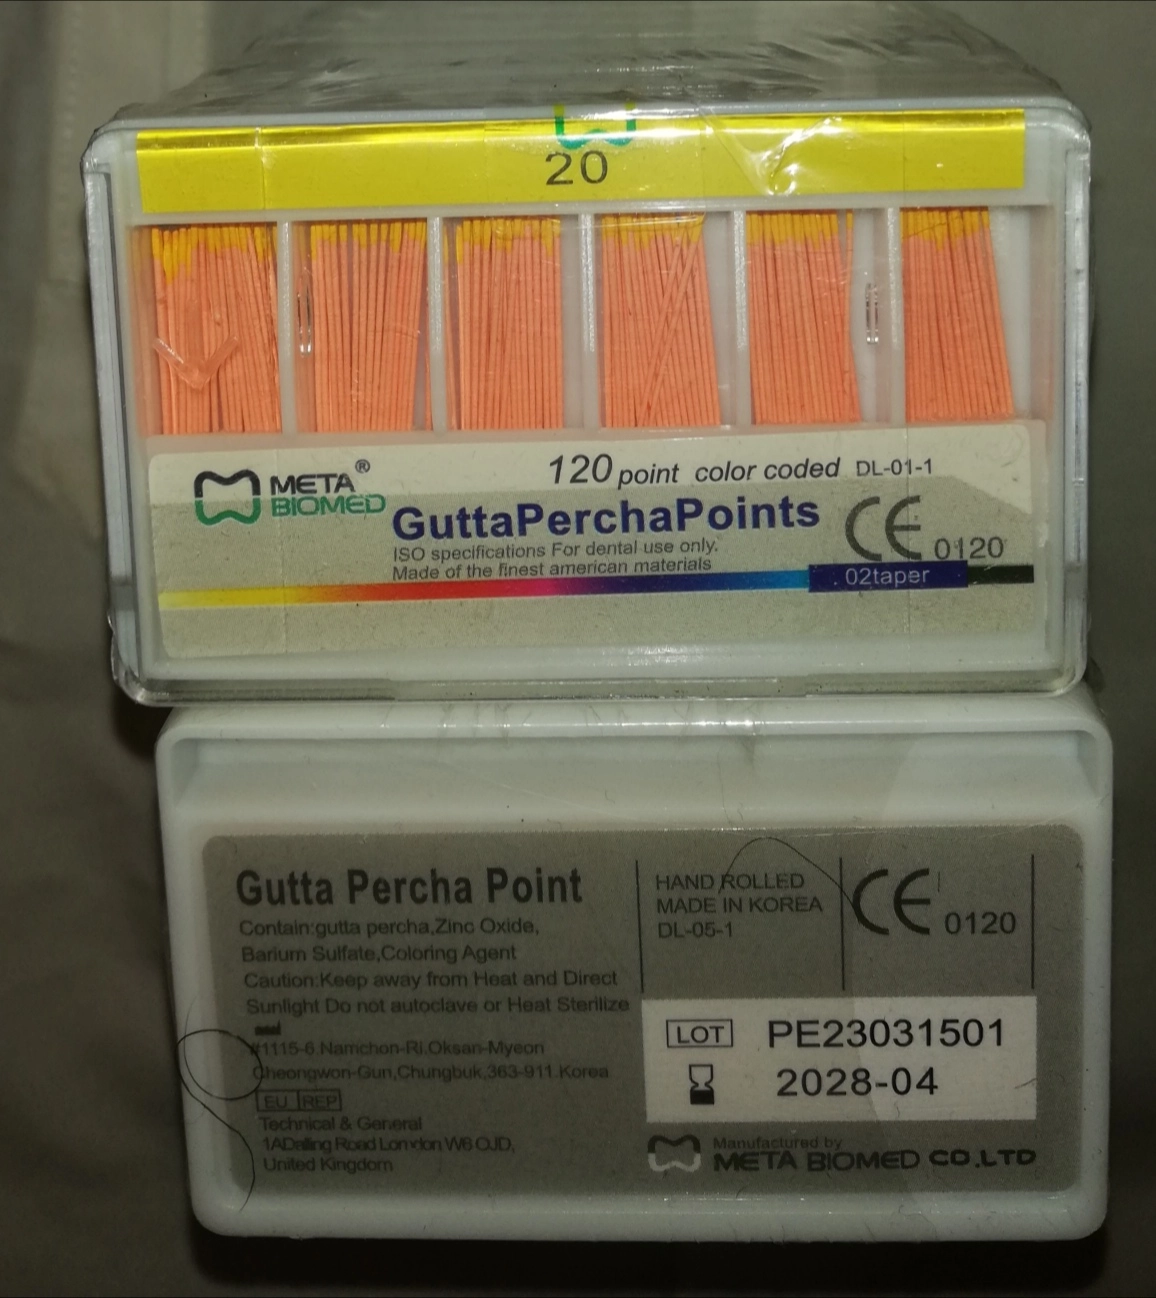 20
120 point color coded DL-01-1
META®
BIOMED
GuttaPerchaPoints
ISO specifications For dental use only.
Made of the finest american materials
CE 0120
.02taper
Gutta Percha Point
Contain:gutta percha,Zinc Oxide,
Barium Sulfate,Coloring Agent
Caution:Keep away from Heat and Direct
Sunlight Do not autoclave or Heat Sterilize
#1115-6.Namchon-Ri.Oksan-Myeon
Cheongwon-Gun,Chungbuk,363-911.Korea
EU REP
Technical & General
1ADalling Road London W6 OJD,
United Kingdom
HAND ROLLED
MADE IN KOREA
DL-05-1
CE 0120
LOT PE23031501
2028-04
Manufactured by
META BIOMED CO.LTD